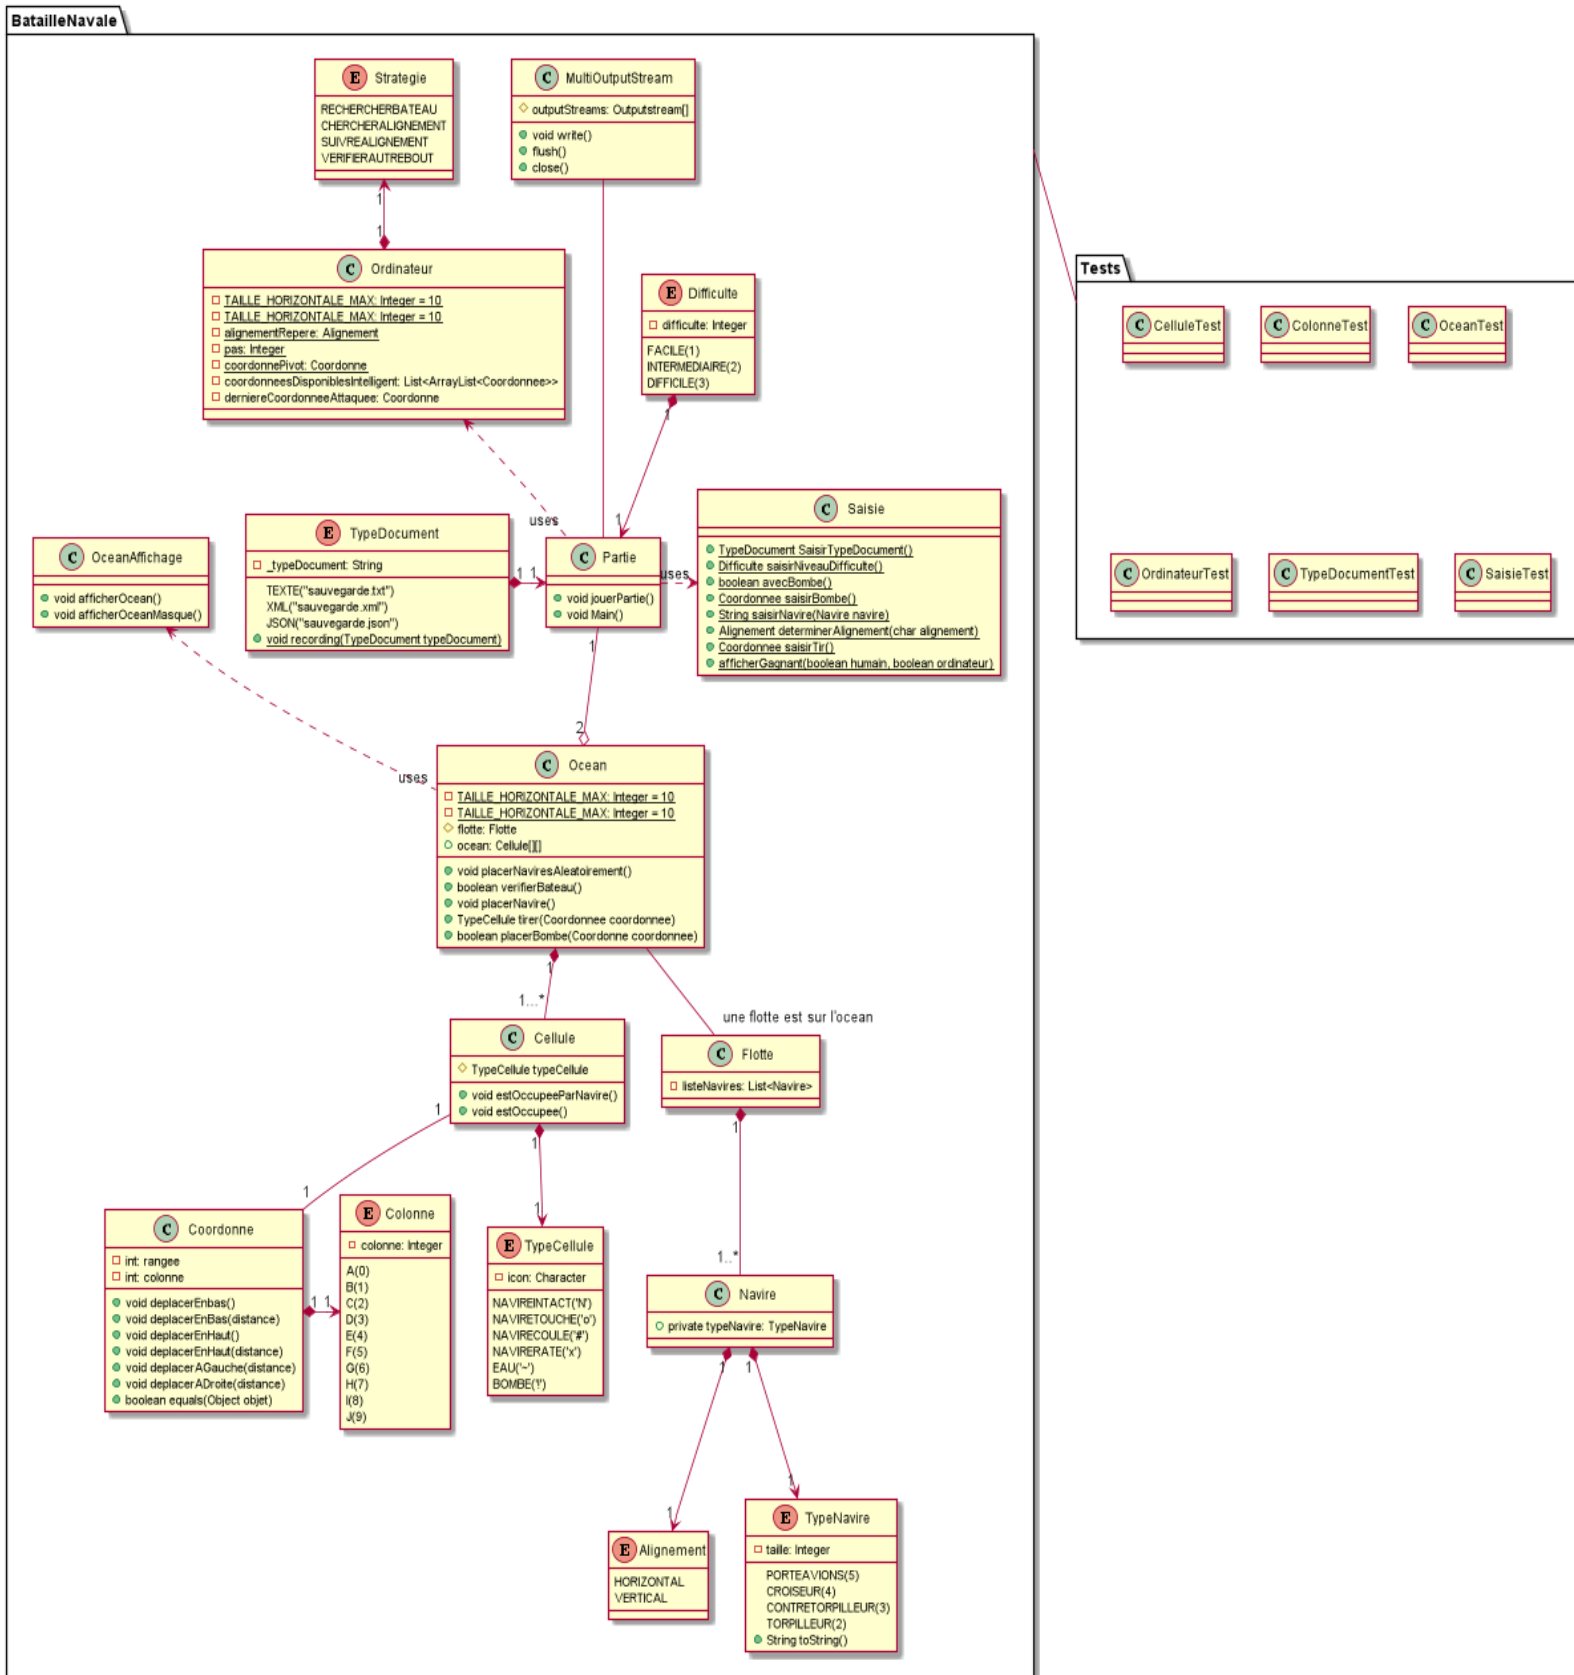 BatailleNavale
E Strategie
RECHERCHERBATEAU
CHERCHERALIGNEMENT
SUIVREALIGNEMENT
VERIFIERAUTREBOUT
C MultiOutputStream
outputStreams: Outputstream[]
void write()
flush()
close()
1
1
C Ordinateur
TAILLE_HORIZONTALE_MAX: Integer = 10
TAILLE_HORIZONTALE_MAX: Integer = 10
alignementRepere: Alignement
pas: Integer
coordonnePivot: Coordonne
coordonneesDisponiblesIntelligent: List<ArrayList<Coordonnee>>
derniereCoordonneeAttaquee: Coordonne
E Difficulte
difficulte: Integer
FACILE(1)
INTERMEDIAIRE(2)
DIFFICILE(3)
1
1
uses
C OceanAffichage
void afficherOcean()
void afficherOceanMasque()
E TypeDocument
_typeDocument: String
TEXTE("sauvegarde.txt")
XML("sauvegarde.xml")
JSON("sauvegarde.json")
void recording(TypeDocument typeDocument)
1 1
C Partie
void jouerPartie()
void Main()
uses
C Saisie
TypeDocument SaisirTypeDocument()
Difficulte saisirNiveauDifficulte()
boolean avecBombe()
Coordonnee saisirBombe()
String saisirNavire(Navire navire)
Alignement determinerAlignement(char alignement)
Coordonnee saisirTir()
afficherGagnant(boolean humain, boolean ordinateur)
1
2
uses
C Ocean
TAILLE_HORIZONTALE_MAX: Integer = 10
TAILLE_HORIZONTALE_MAX: Integer = 10
flotte: Flotte
ocean: Cellule[][]
void placerNaviresAleatoirement()
boolean verifierBateau()
void placerNavire()
TypeCellule tirer(Coordonnee coordonnee)
boolean placerBombe(Coordonne coordonnee)
1
1...*
une flotte est sur l'ocean
C Cellule
TypeCellule typeCellule
void estOccupeeParNavire()
void estOccupee()
C Flotte
listeNavires: List<Navire>
1
1
1
1
1
1..*
C Coordonne
int: rangee
int: colonne
void deplacerEnbas()
void deplacerEnBas(distance)
void deplacerEnHaut()
void deplacerEnHaut(distance)
void deplacerAGauche(distance)
void deplacerADroite(distance)
boolean equals(Object objet)
1 1
E Colonne
colonne: Integer
A(0)
B(1)
C(2)
D(3)
E(4)
F(5)
G(6)
H(7)
I(8)
J(9)
E TypeCellule
icon: Character
NAVIREINTACT('N')
NAVIRETOUCHE('o')
NAVIRECOULE('#')
NAVIRERATE('x')
EAU('~')
BOMBE('!')
C Navire
private typeNavire: TypeNavire
1
1
1
1
E Alignement
HORIZONTAL
VERTICAL
E TypeNavire
taille: Integer
PORTEAVIONS(5)
CROISEUR(4)
CONTRETORPILLEUR(3)
TORPILLEUR(2)
String toString()
Tests
C CelluleTest
C ColonneTest
C OceanTest
C OrdinateurTest
C TypeDocumentTest
C SaisieTest